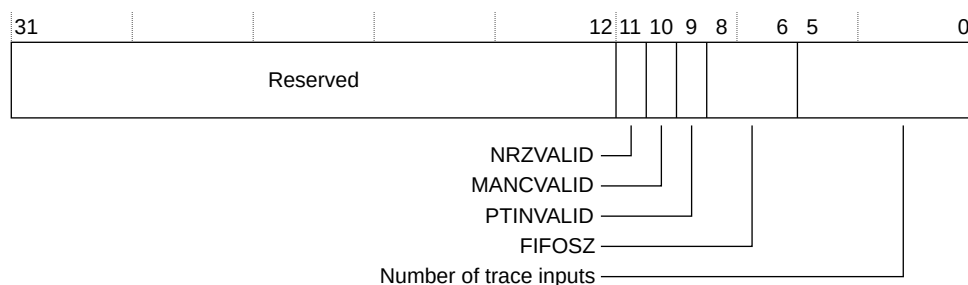 31 12 11 10 9 8 6 5 0
Reserved
NRZVALID
MANCVALID
PTINVALID
FIFOSZ
Number of trace inputs